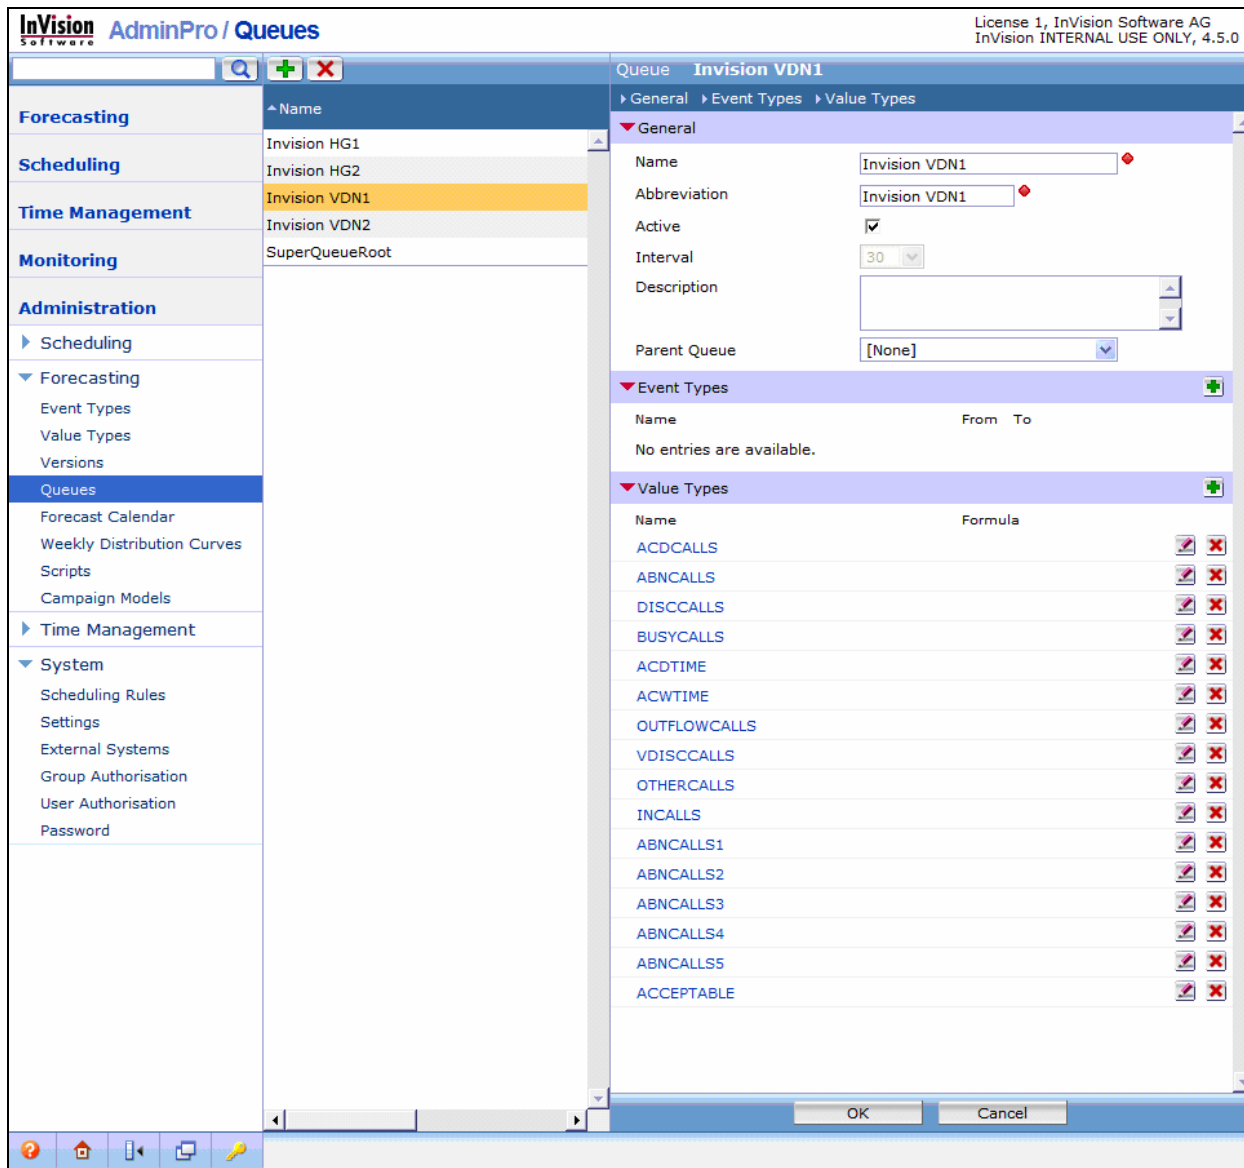 InVision
Software
AdminPro / Queues
License 1, InVision Software AG
InVision INTERNAL USE ONLY, 4.5.0
Forecasting
Scheduling
Time Management
Monitoring
Administration
Scheduling
Forecasting
Event Types
Value Types
Versions
Queues
Forecast Calendar
Weekly Distribution Curves
Scripts
Campaign Models
Time Management
System
Scheduling Rules
Settings
External Systems
Group Authorisation
User Authorisation
Password
Name
Invision HG1
Invision HG2
Invision VDN1
Invision VDN2
SuperQueueRoot
Queue Invision VDN1
General Event Types Value Types
General
Name Invision VDN1
Abbreviation Invision VDN1
Active
Interval 30
Description
Parent Queue [None]
Event Types
Name From To
No entries are available.
Value Types
Name Formula
ACDCALLS
ABNCALLS
DISCCALLS
BUSYCALLS
ACDTIME
ACWTIME
OUTFLOWCALLS
VDISCCALLS
OTHERCALLS
INCALLS
ABNCALLS1
ABNCALLS2
ABNCALLS3
ABNCALLS4
ABNCALLS5
ACCEPTABLE
OK Cancel